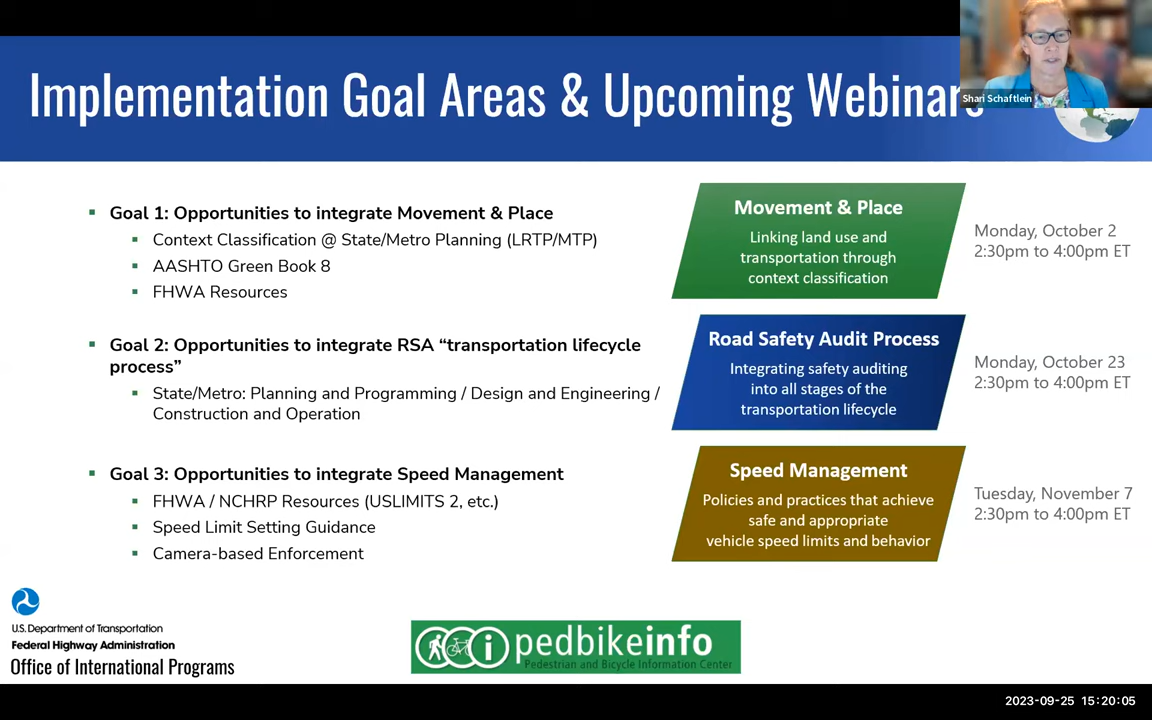 Implementation Goal Areas & Upcoming Webinars
Shari Schaftlein
Goal 1: Opportunities to integrate Movement & Place
Context Classification @ State/Metro Planning (LRTP/MTP)
AASHTO Green Book 8
FHWA Resources
Goal 2: Opportunities to integrate RSA “transportation lifecycle
process”
State/Metro: Planning and Programming / Design and Engineering /
Construction and Operation
Goal 3: Opportunities to integrate Speed Management
FHWA / NCHRP Resources (USLIMITS 2, etc.)
Speed Limit Setting Guidance
Camera-based Enforcement
Movement & Place
Linking land use and
transportation through
context classification
Monday, October 2
2:30pm to 4:00pm ET
Road Safety Audit Process
Integrating safety auditing
into all stages of the
transportation lifecycle
Monday, October 23
2:30pm to 4:00pm ET
Speed Management
Policies and practices that achieve
safe and appropriate
vehicle speed limits and behavior
Tuesday, November 7
2:30pm to 4:00pm ET
U.S. Department of Transportation
Federal Highway Administration
Office of International Programs
pedbikeinfo
Pedestrian and Bicycle Information Center
2023-09-25 15:20:05